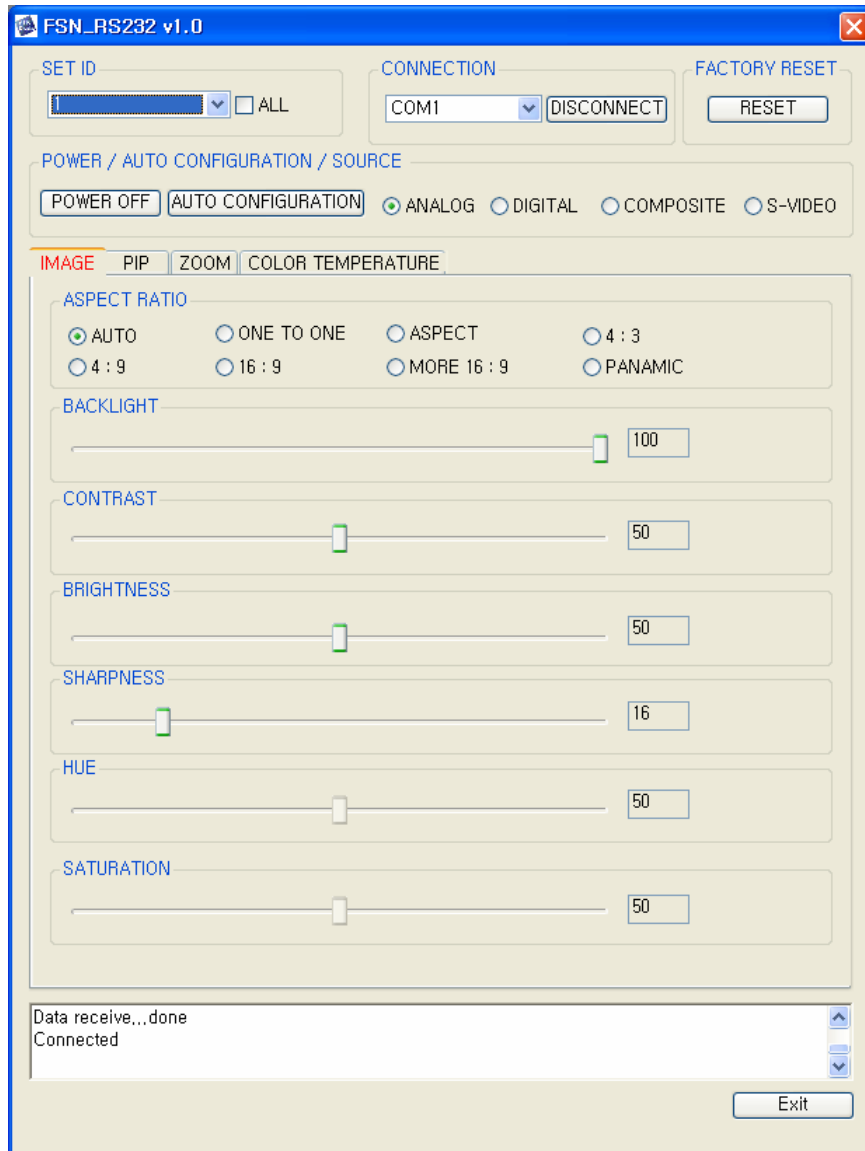 FSN_RS232 v1.0
SET ID
1
ALL
CONNECTION
COM1
DISCONNECT
FACTORY RESET
RESET
POWER / AUTO CONFIGURATION / SOURCE
POWER OFF
AUTO CONFIGURATION
ANALOG
DIGITAL
COMPOSITE
S-VIDEO
IMAGE
PIP
ZOOM
COLOR TEMPERATURE
ASPECT RATIO
AUTO
ONE TO ONE
ASPECT
4 : 3
4 : 9
16 : 9
MORE 16 : 9
PANAMIC
BACKLIGHT
100
CONTRAST
50
BRIGHTNESS
50
SHARPNESS
16
HUE
50
SATURATION
50
Data receive,,,done
Connected
Exit